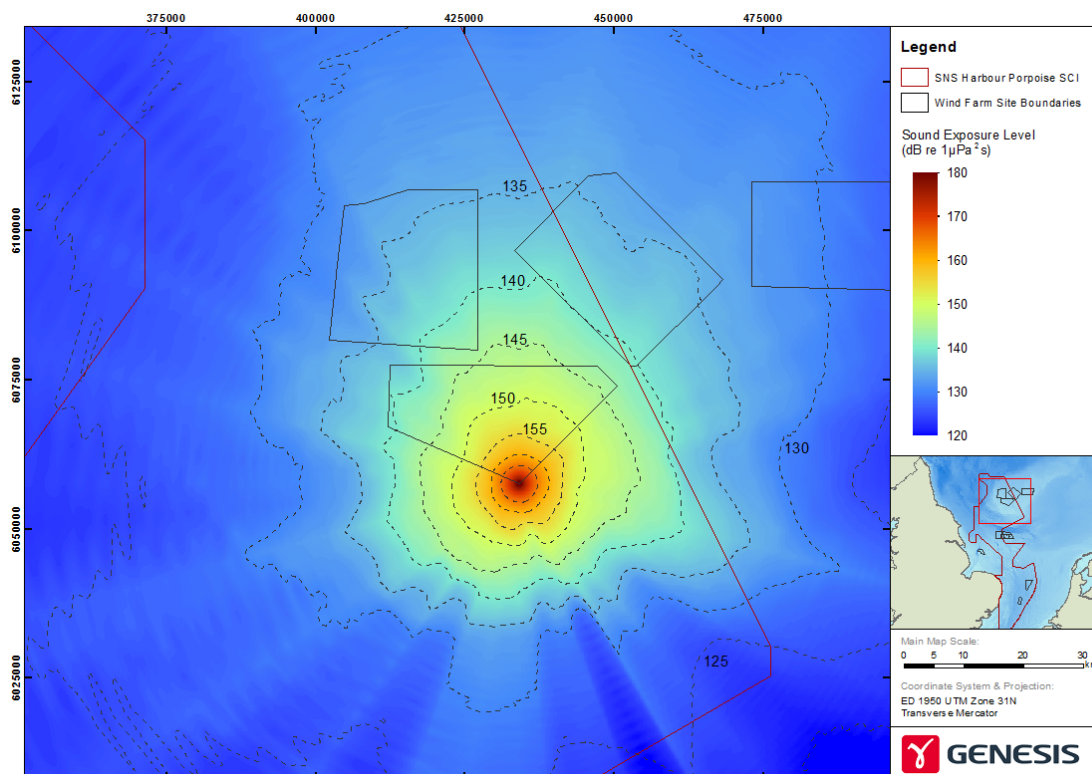 375000 400000 425000 450000 475000
6125000
6100000
6075000
6050000
6025000
135
140
145
150
155
130
125
Legend
SNS Harbour Porpoise SCI
Wind Farm Site Boundaries
Sound Exposure Level
(dB re 1µPa²s)
180
170
160
150
140
130
120
Main Map Scale:
0 5 10 20 30
km
Coordinate System & Projection:
ED 1950 UTM Zone 31N
Transverse Mercator
GENESIS